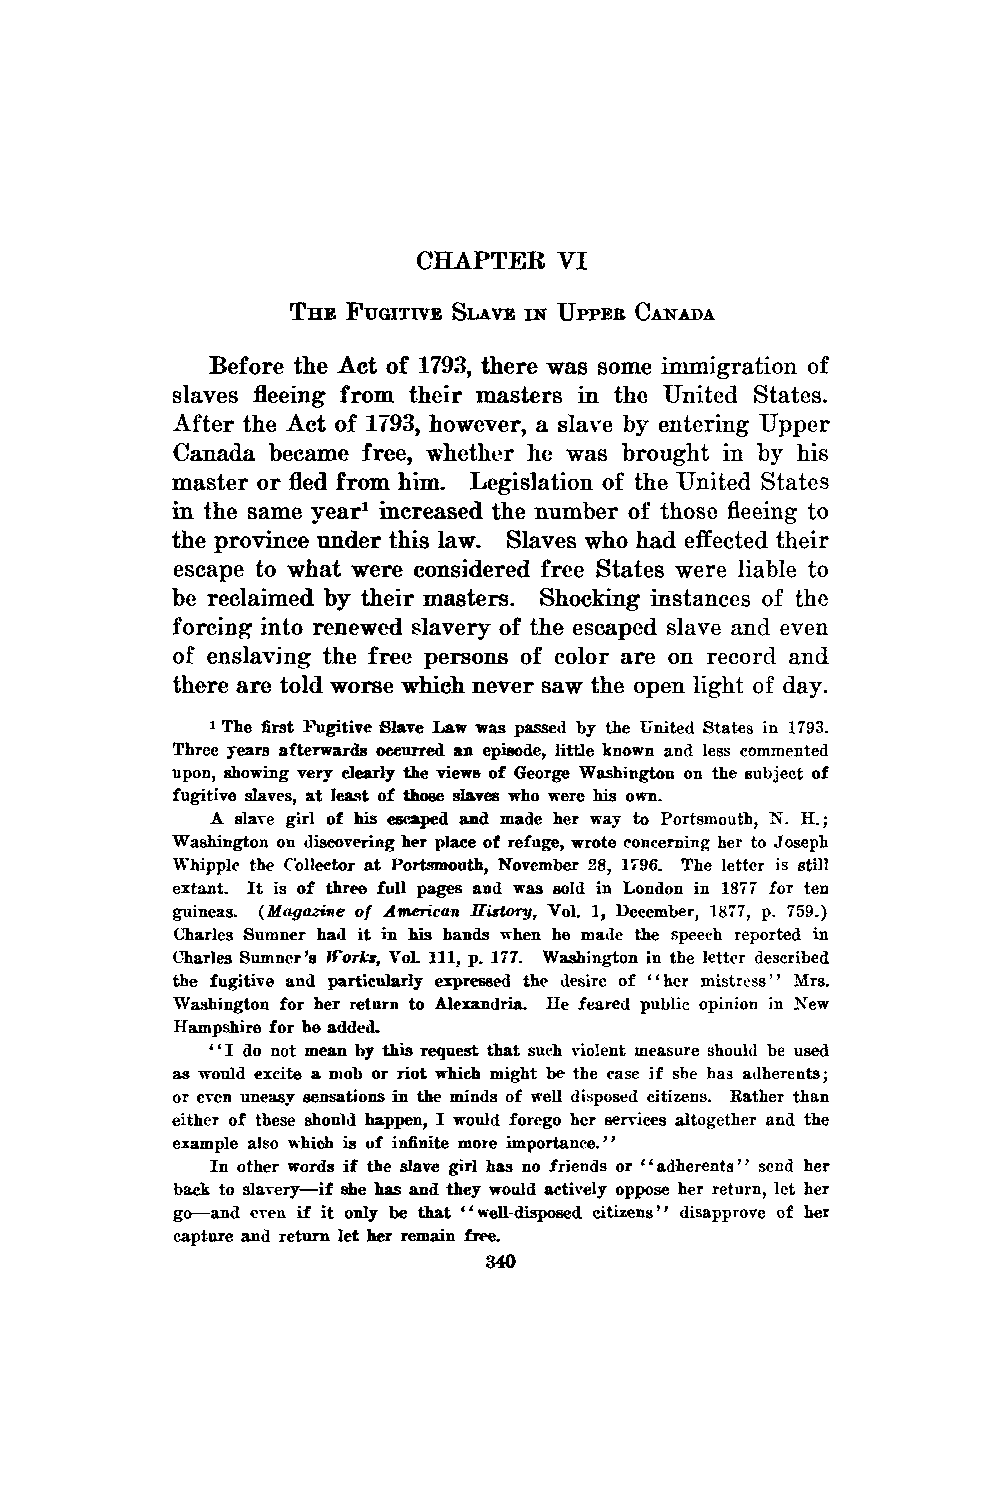 CHAPTER VI
The Fugitive Slave in Upper Canada
Before the Act of 1793, there was some immigration of
slaves fleeing from their masters in the United States.
After the Act of 1793, however, a slave by entering Upper
Canada became free, whether he was brought in by his
master or fled from him. Legislation of the United States
in the same year¹ increased the number of those fleeing to
the province under this law. Slaves who had effected their
escape to what were considered free States were liable to
be reclaimed by their masters. Shocking instances of the
forcing into renewed slavery of the escaped slave and even
of enslaving the free persons of color are on record and
there are told worse which never saw the open light of day.
¹ The first Fugitive Slave Law was passed by the United States in 1793.
Three years afterwards occurred an episode, little known and less commented
upon, showing very clearly the views of George Washington on the subject of
fugitive slaves, at least of those slaves who were his own.
A slave girl of his escaped and made her way to Portsmouth, N. H.;
Washington on discovering her place of refuge, wrote concerning her to Joseph
Whipple the Collector at Portsmouth, November 28, 1796. The letter is still
extant. It is of three full pages and was sold in London in 1877 for ten
guineas. (Magazine of American History, Vol. 1, December, 1877, p. 759.)
Charles Sumner had it in his hands when he made the speech reported in
Charles Sumner's Works, Vol. III, p. 177. Washington in the letter described
the fugitive and particularly expressed the desire of "her mistress" Mrs.
Washington for her return to Alexandria. He feared public opinion in New
Hampshire for he added.
"I do not mean by this request that such violent measure should be used
as would excite a mob or riot which might be the case if she has adherents;
or even uneasy sensations in the minds of well disposed citizens. Rather than
either of these should happen, I would forego her services altogether and the
example also which is of infinite more importance."
In other words if the slave girl has no friends or "adherents" send her
back to slavery—if she has and they would actively oppose her return, let her
go—and even if it only be that "well-disposed citizens" disapprove of her
capture and return let her remain free.
340